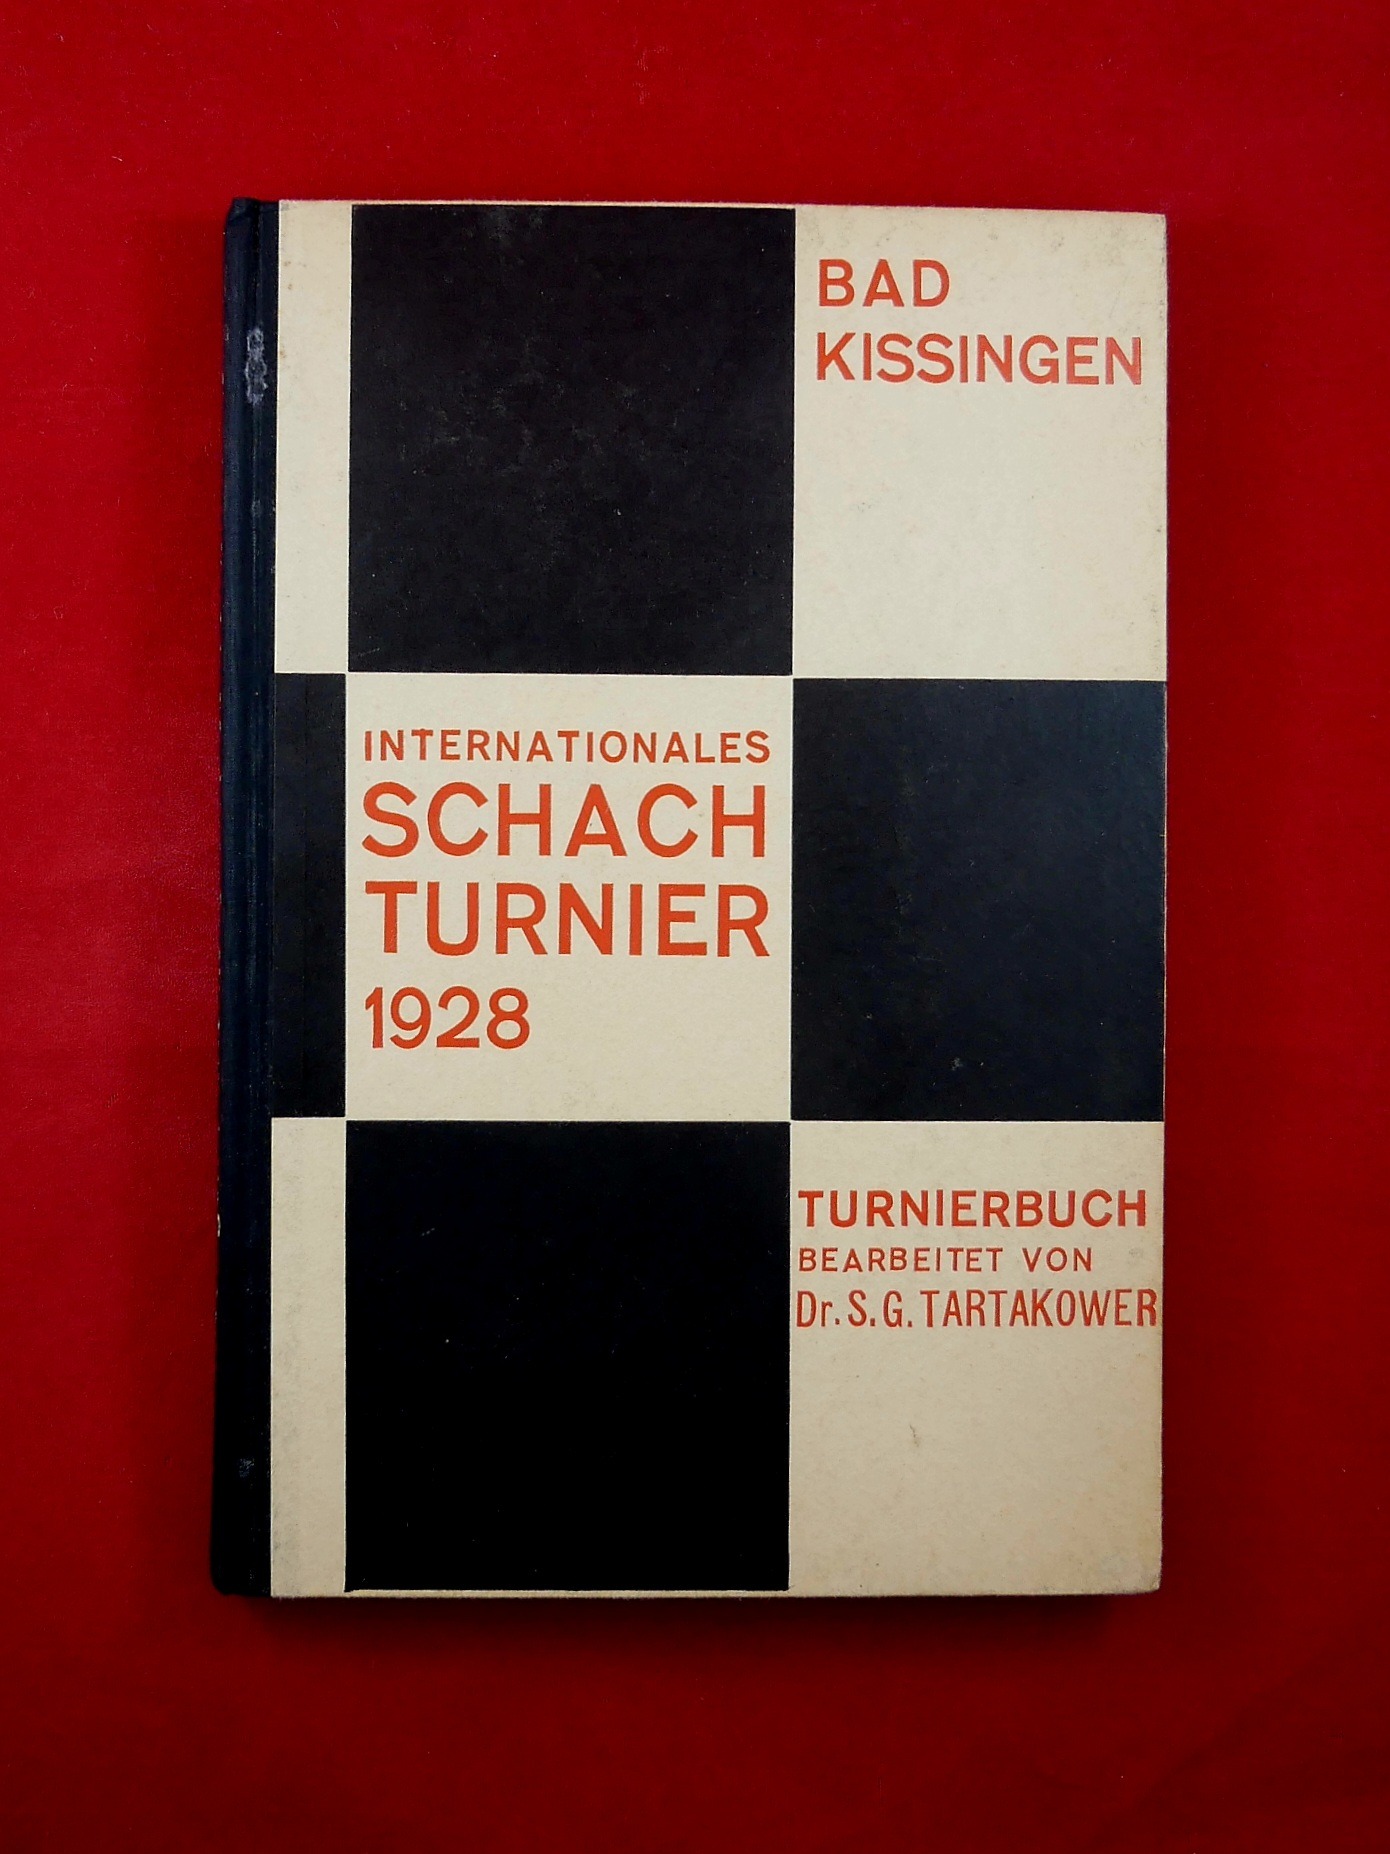 BAD
KISSINGEN
INTERNATIONALES
SCHACH
TURNIER
1928
TURNIERBUCH
BEARBEITET VON
Dr. S. G. TARTAKOWER